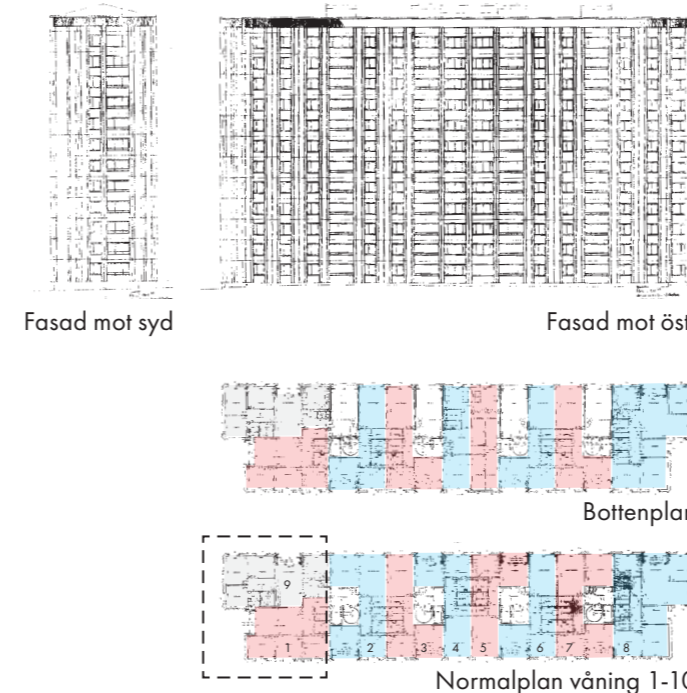 Fasad mot syd
Fasad mot öst
Bottenplan
9
1 2 3 4 5 6 7 8
Normalplan våning 1-10